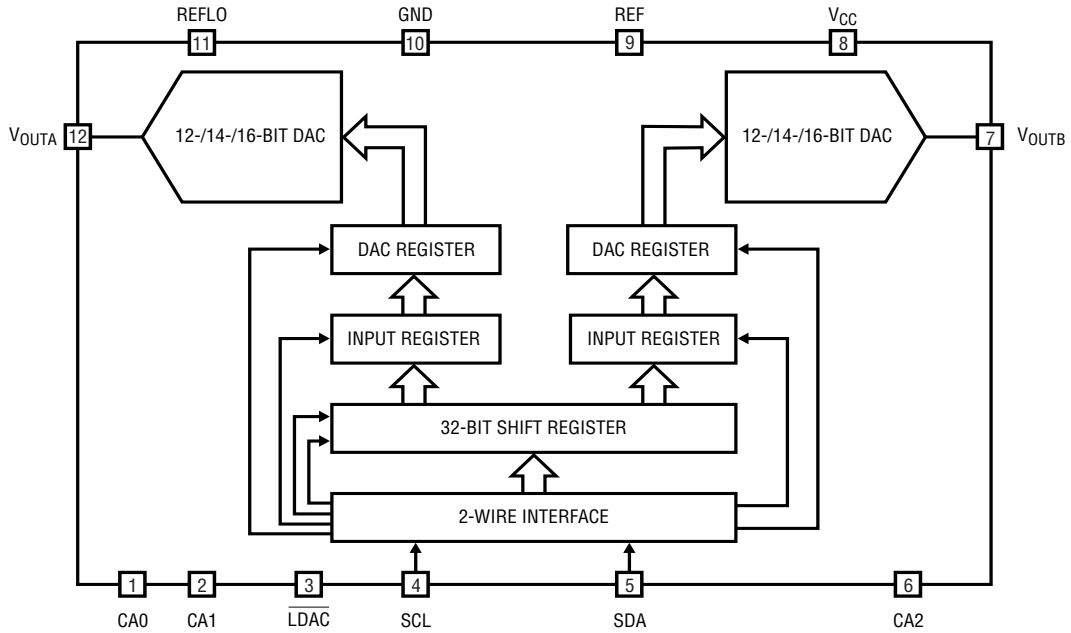 REFLO GND REF VCC
11 10 9 8
12-/14-/16-BIT DAC 12-/14-/16-BIT DAC
VOUTA 12 7 VOUTB
DAC REGISTER DAC REGISTER
INPUT REGISTER INPUT REGISTER
32-BIT SHIFT REGISTER
2-WIRE INTERFACE
1 2 3 4 5 6
CA0 CA1 LDAC SCL SDA CA2